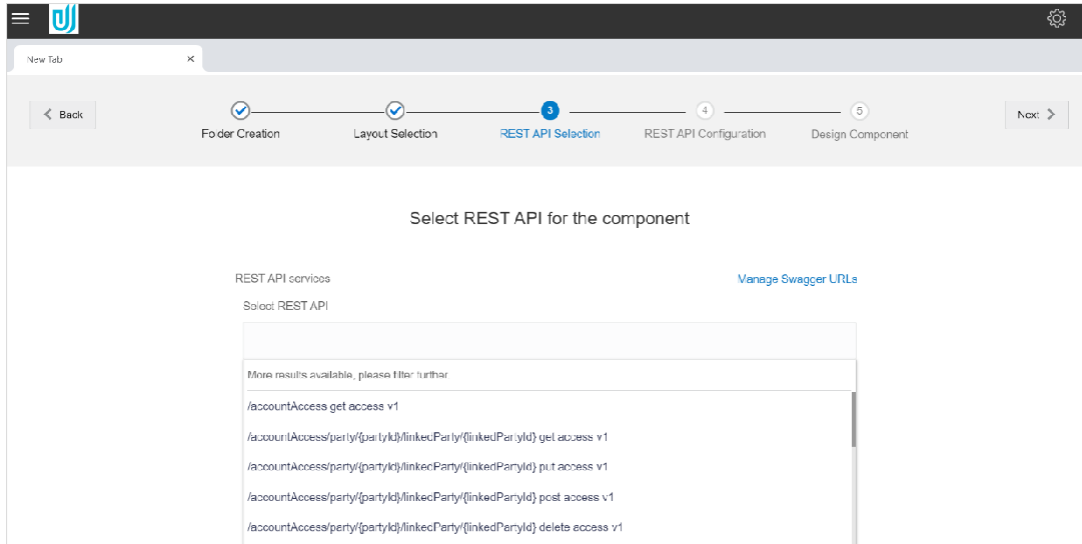 New Tab
Back
3
4
5
Next
Folder Creation
Layout Selection
REST API Selection
REST API Configuration
Design Component
Select REST API for the component
REST API services
Manage Swagger URLs
Select REST API
More results available, please filter further
/accountAccess get access v1
/accountAccess/party/{partyId}/linkedParty/{linkedPartyId} get access v1
/accountAccess/party/{partyId}/linkedParty/{linkedPartyId} put access v1
/accountAccess/party/{partyId}/linkedParty/{linkedPartyId} post access v1
/accountAccess/party/{partyId}/linkedParty/{linkedPartyId} delete access v1